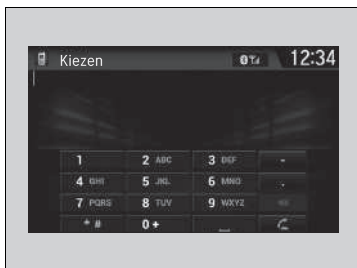 Kiezen 12:34
1 2 ABC 3 DEF -
4 GHI 5 JKL 6 MNO .
7 PQRS 8 TUV 9 WXYZ
* # 0 + _